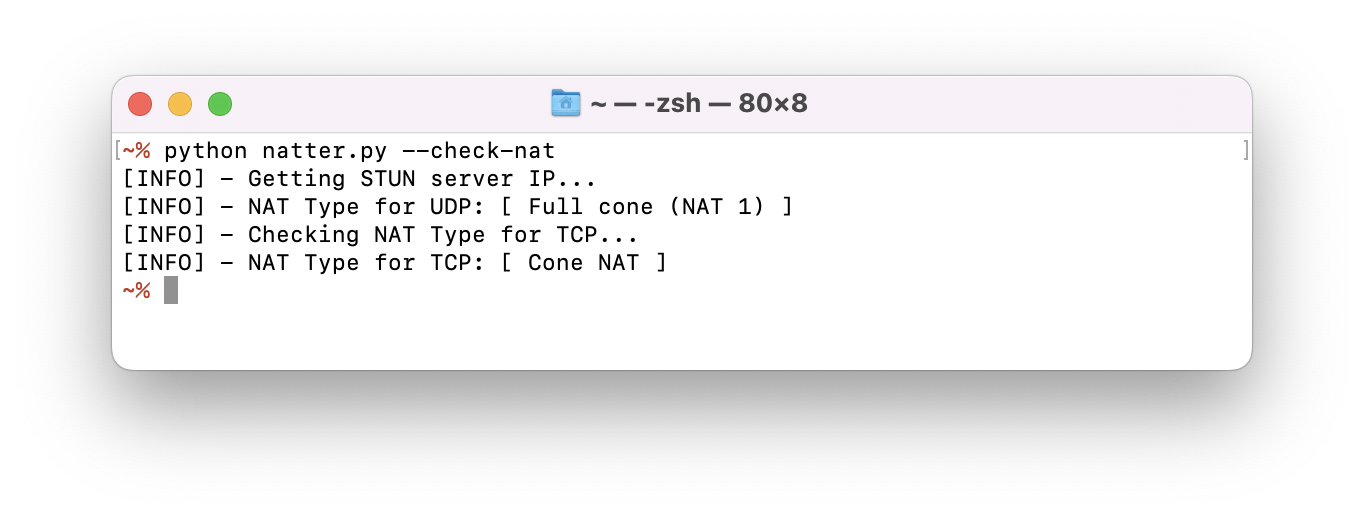 ~ — -zsh — 80×8
[~% python natter.py --check-nat ]
[INFO] - Getting STUN server IP...
[INFO] - NAT Type for UDP: [ Full cone (NAT 1) ]
[INFO] - Checking NAT Type for TCP...
[INFO] - NAT Type for TCP: [ Cone NAT ]
~%